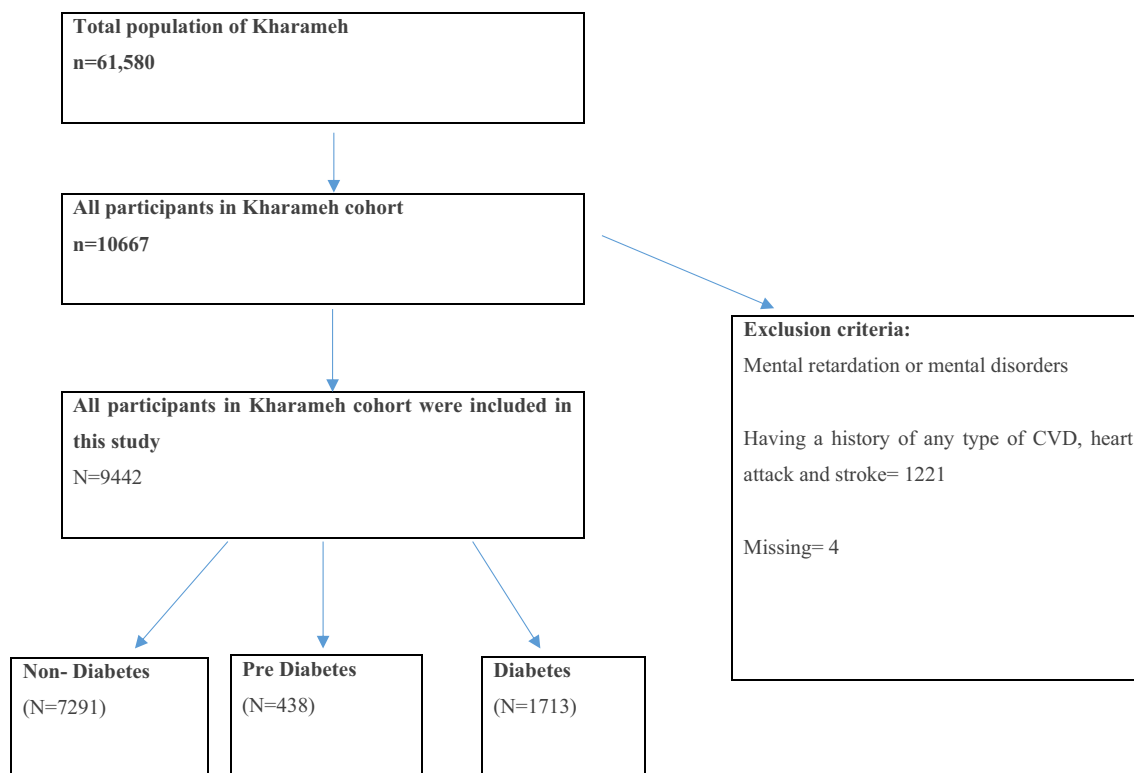 Total population of Kharameh
n=61,580
All participants in Kharameh cohort
n=10667
Exclusion criteria:
Mental retardation or mental disorders
Having a history of any type of CVD, heart
attack and stroke= 1221
Missing= 4
All participants in Kharameh cohort were included in
this study
N=9442
Non- Diabetes
(N=7291)
Pre Diabetes
(N=438)
Diabetes
(N=1713)